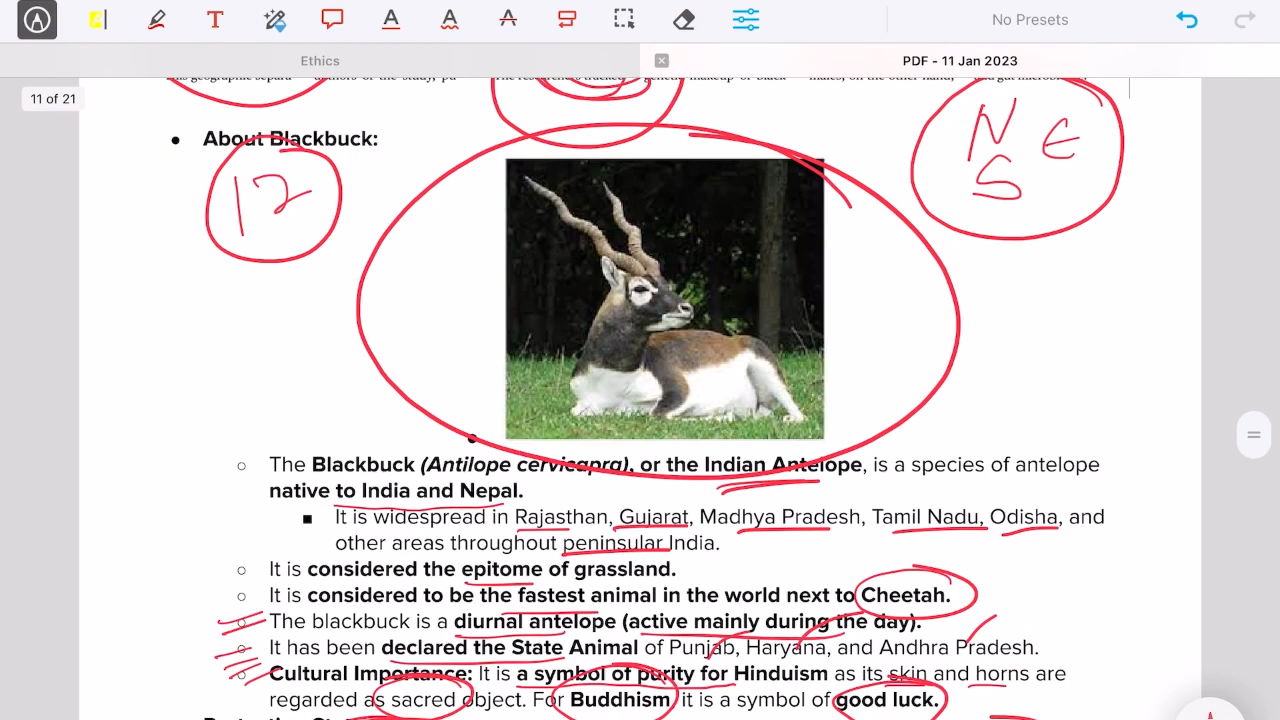 No Presets
Ethics
PDF - 11 Jan 2023
11 of 21
• About Blackbuck:
12
N E
S
○ The Blackbuck (Antilope cervicapra), or the Indian Antelope, is a species of antelope
native to India and Nepal.
■ It is widespread in Rajasthan, Gujarat, Madhya Pradesh, Tamil Nadu, Odisha, and
other areas throughout peninsular India.
○ It is considered the epitome of grassland.
○ It is considered to be the fastest animal in the world next to Cheetah.
○ The blackbuck is a diurnal antelope (active mainly during the day).
○ It has been declared the State Animal of Punjab, Haryana, and Andhra Pradesh.
○ Cultural Importance: It is a symbol of purity for Hinduism as its skin and horns are
regarded as sacred object. For Buddhism it is a symbol of good luck.